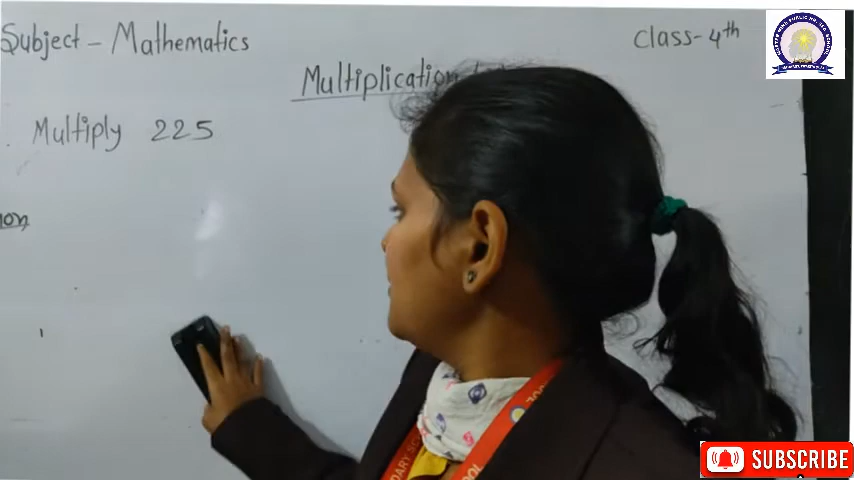 Subject - Mathematics
Class - 4th
Multiplication
Multiply 225
SUBSCRIBE